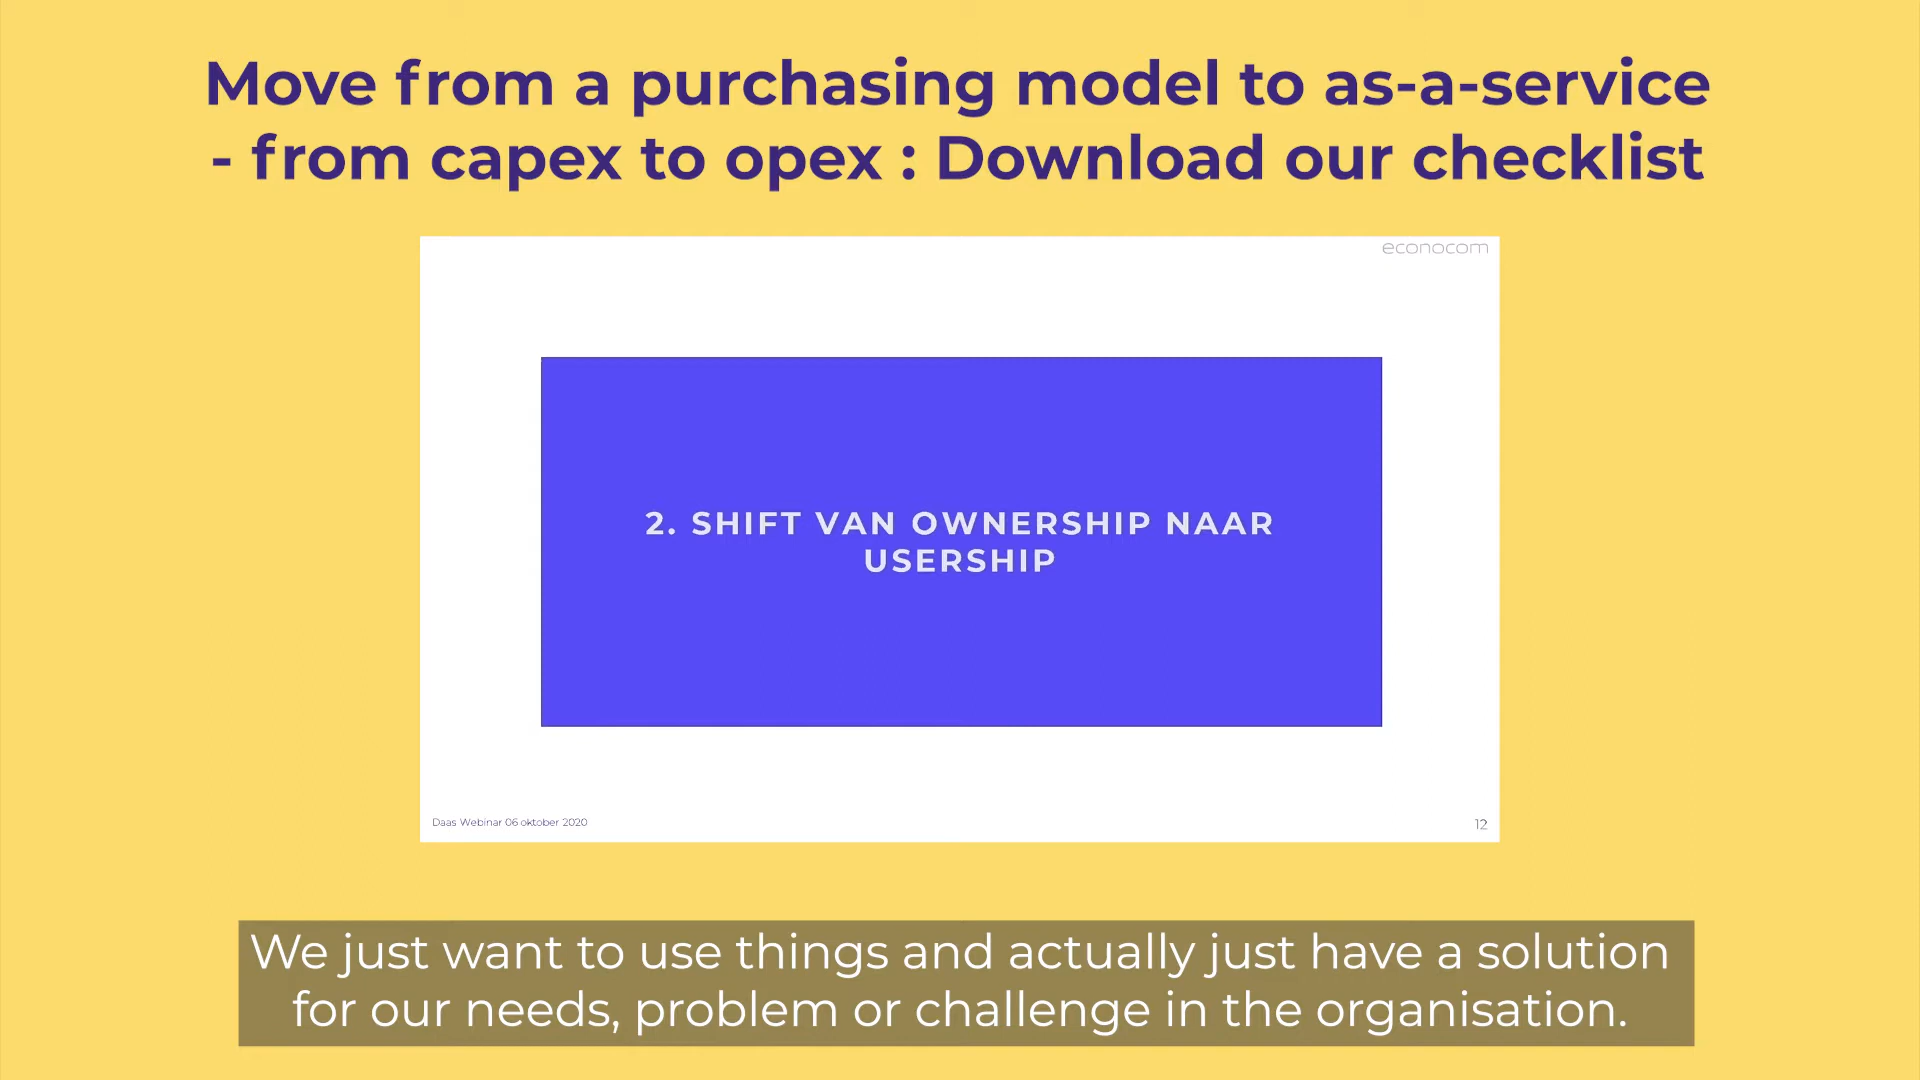 Move from a purchasing model to as-a-service
- from capex to opex : Download our checklist
econocom
2. SHIFT VAN OWNERSHIP NAAR
USERSHIP
Daas Webinar 06 oktober 2020
12
We just want to use things and actually just have a solution
for our needs, problem or challenge in the organisation.